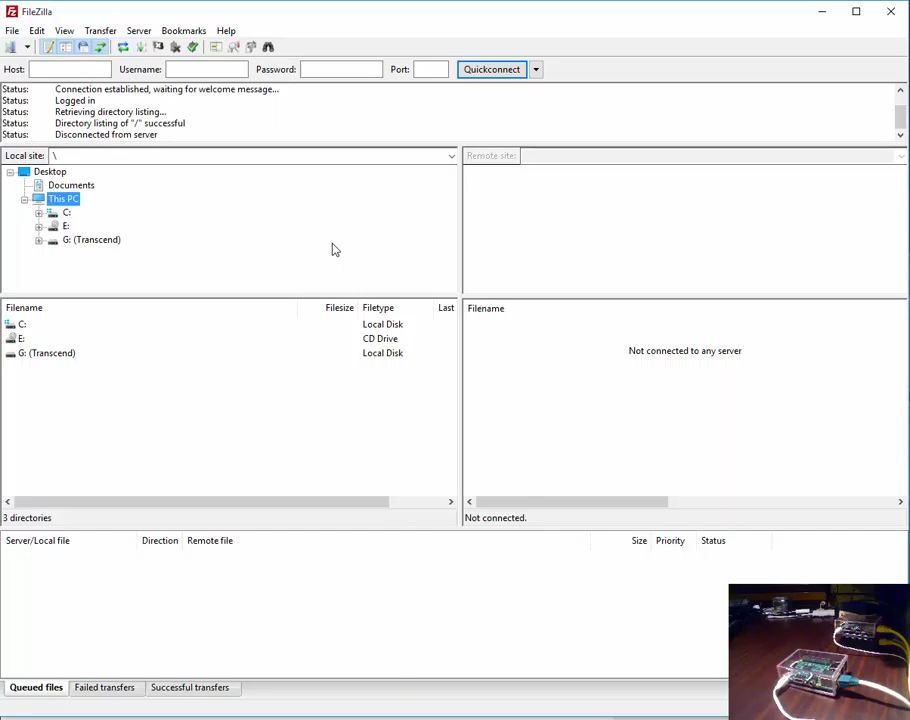 FileZilla
File Edit View Transfer Server Bookmarks Help
Host: Username: Password: Port: Quickconnect
Status: Connection established, waiting for welcome message...
Status: Logged in
Status: Retrieving directory listing...
Status: Directory listing of "/" successful
Status: Disconnected from server
Local site: \
Remote site:
Desktop
Documents
This PC
C:
E:
G: (Transcend)
Filename Filesize Filetype Last
C: Local Disk
E: CD Drive
G: (Transcend) Local Disk
3 directories
Filename
Not connected to any server
Not connected.
Server/Local file Direction Remote file Size Priority Status
Queued files Failed transfers Successful transfers